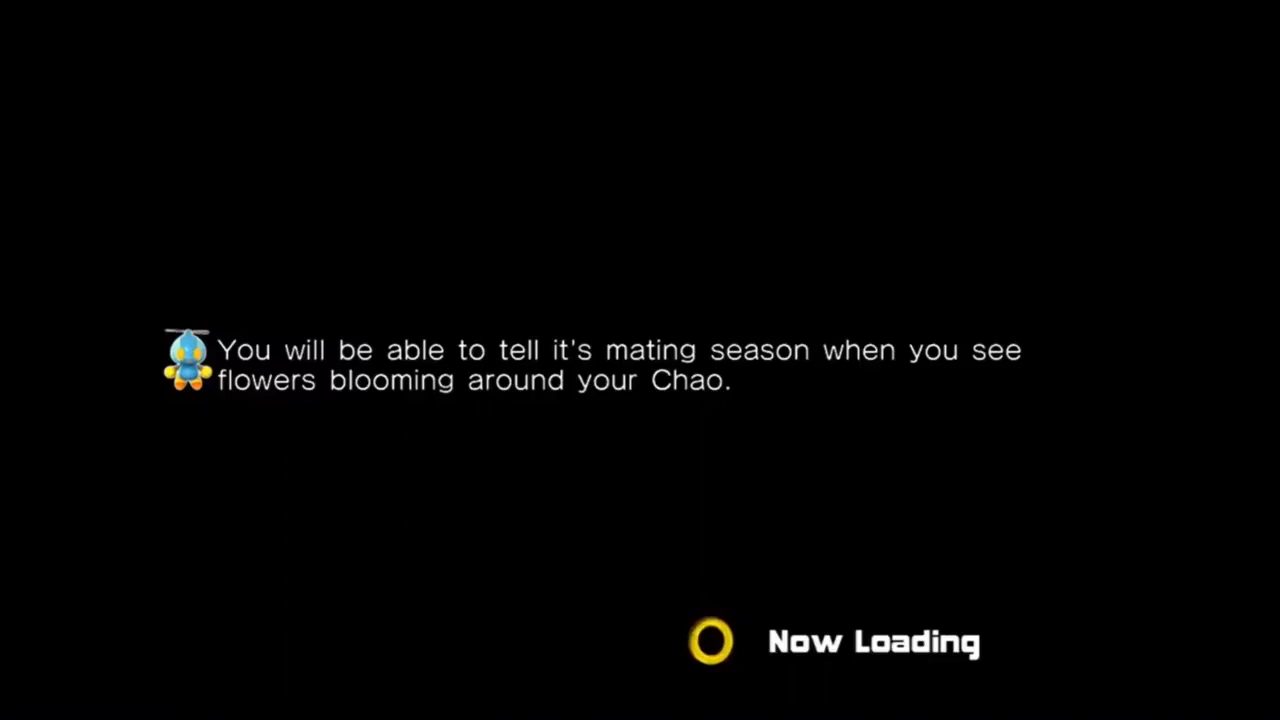 You will be able to tell it's mating season when you see
flowers blooming around your Chao.
Now Loading